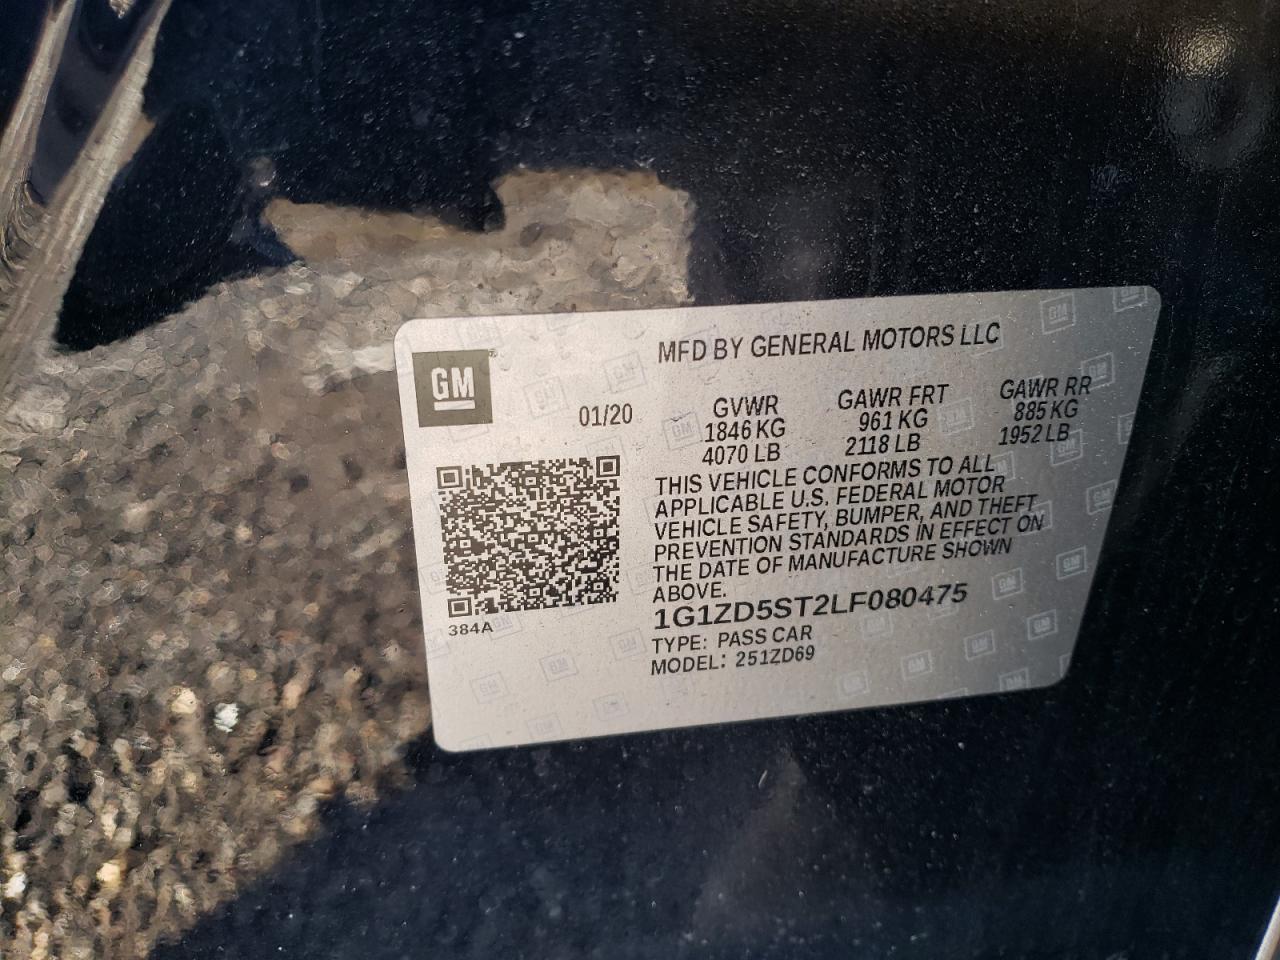 MFD BY GENERAL MOTORS LLC
GM
01/20
GVWR
1846 KG
4070 LB
GAWR FRT
961 KG
2118 LB
GAWR RR
885 KG
1952 LB
THIS VEHICLE CONFORMS TO ALL
APPLICABLE U.S. FEDERAL MOTOR
VEHICLE SAFETY, BUMPER, AND THEFT
PREVENTION STANDARDS IN EFFECT ON
THE DATE OF MANUFACTURE SHOWN
ABOVE.
384A
1G1ZD5ST2LF080475
TYPE: PASS CAR
MODEL: 251ZD69